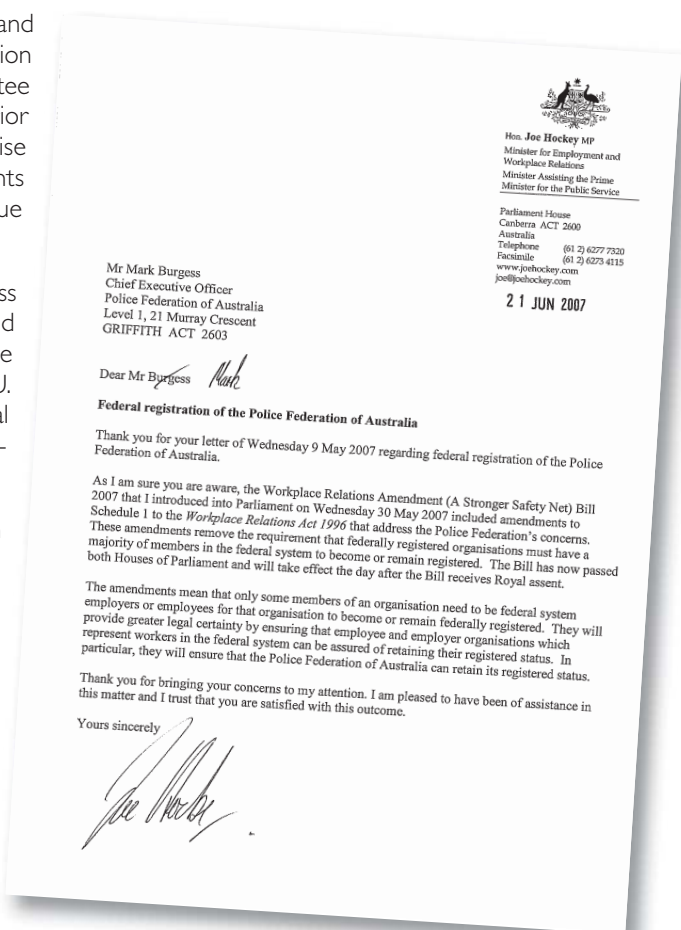 and
ion
tee
ior
ise
nts
ue
ss
d
e
J.
al
–
Hon. Joe Hockey MP
Minister for Employment and
Workplace Relations
Minister Assisting the Prime
Minister for the Public Service
Parliament House
Canberra ACT 2600
Australia
Telephone (61 2) 6277 7320
Facsimile (61 2) 6273 4115
www.joehockey.com
joe@joehockey.com
21 JUN 2007
Mr Mark Burgess
Chief Executive Officer
Police Federation of Australia
Level 1, 21 Murray Crescent
GRIFFITH ACT 2603
Dear Mr Burgess Mark
Federal registration of the Police Federation of Australia
Thank you for your letter of Wednesday 9 May 2007 regarding federal registration of the Police
Federation of Australia.
As I am sure you are aware, the Workplace Relations Amendment (A Stronger Safety Net) Bill
2007 that I introduced into Parliament on Wednesday 30 May 2007 included amendments to
Schedule 1 to the Workplace Relations Act 1996 that address the Police Federation's concerns.
These amendments remove the requirement that federally registered organisations must have a
majority of members in the federal system to become or remain registered. The Bill has now passed
both Houses of Parliament and will take effect the day after the Bill receives Royal assent.
The amendments mean that only some members of an organisation need to be federal system
employers or employees for that organisation to become or remain federally registered. They will
provide greater legal certainty by ensuring that employee and employer organisations which
represent workers in the federal system can be assured of retaining their registered status. In
particular, they will ensure that the Police Federation of Australia can retain its registered status.
Thank you for bringing your concerns to my attention. I am pleased to have been of assistance in
this matter and I trust that you are satisfied with this outcome.
Yours sincerely
Joe Hockey